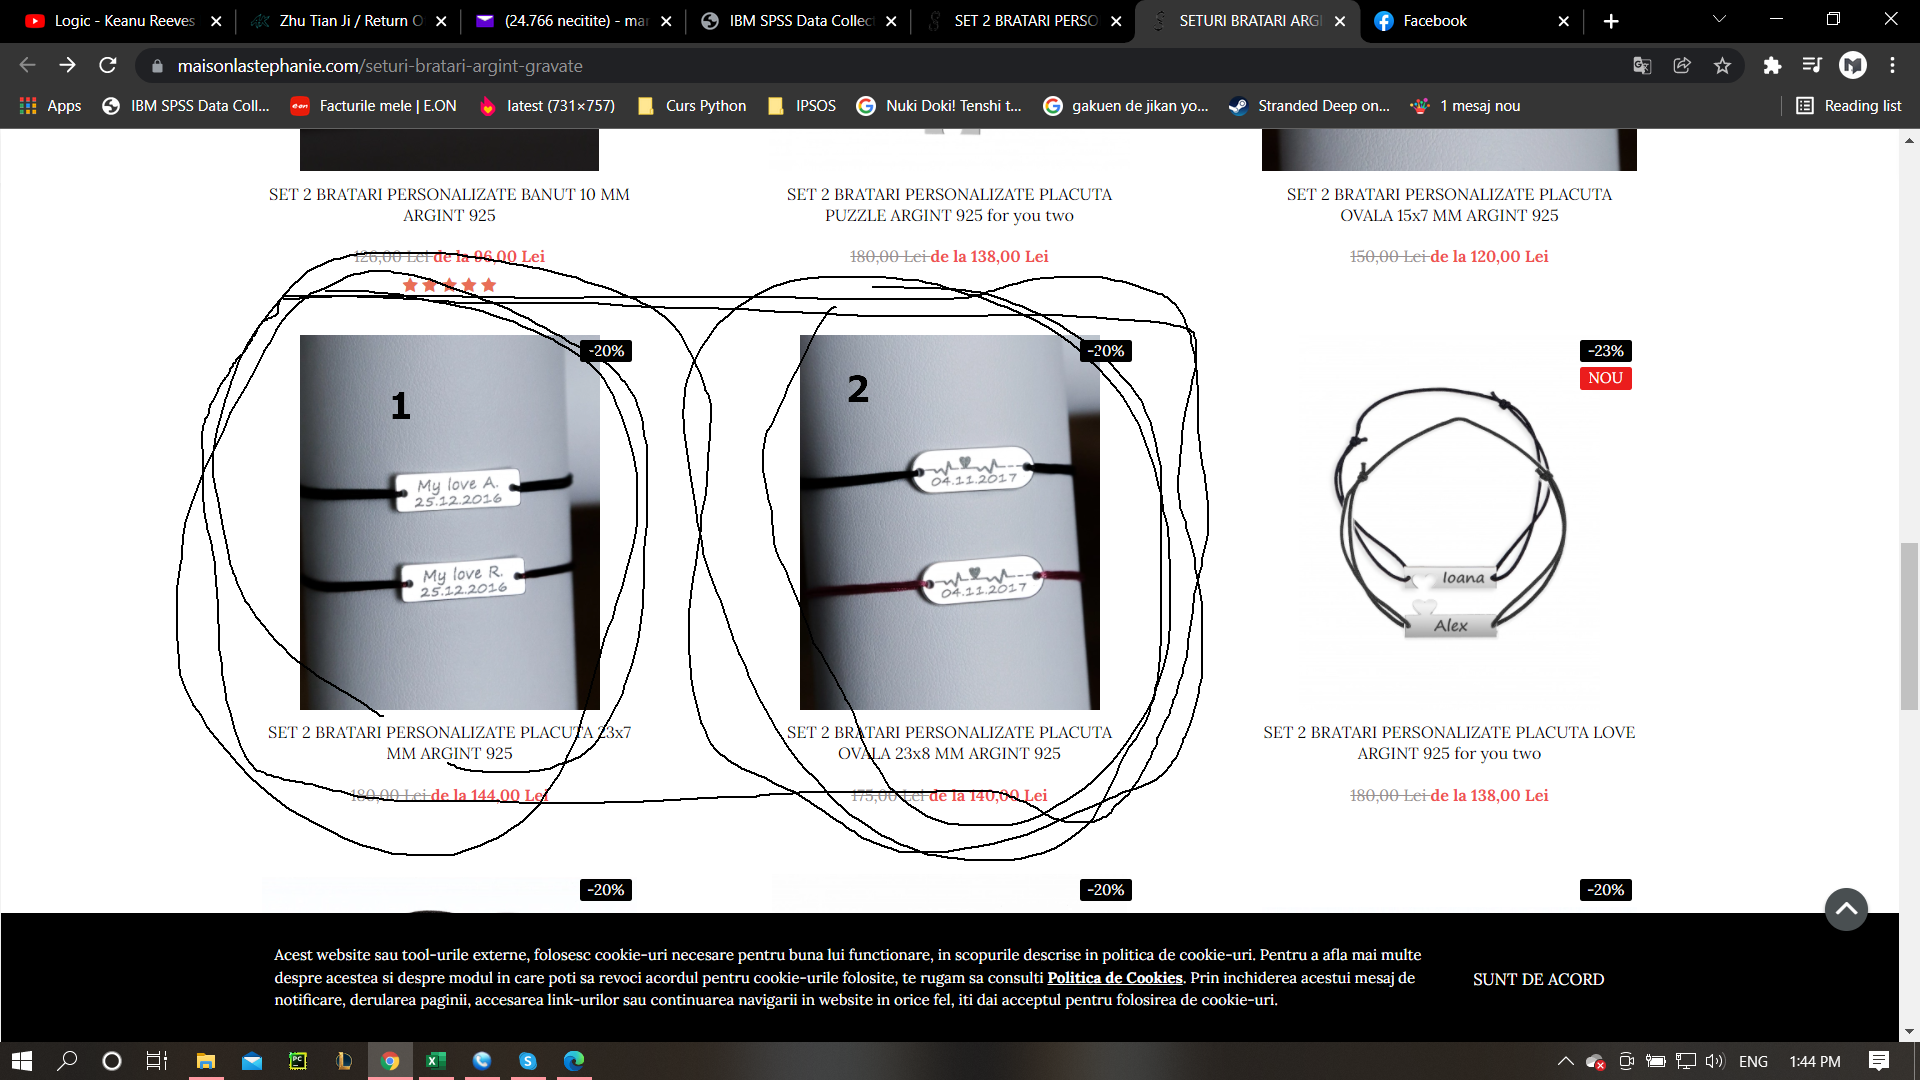 Logic - Keanu Reeves
Zhu Tian Ji / Return O
(24.766 necitite) - mar
IBM SPSS Data Collec
SET 2 BRATARI PERSO
SETURI BRATARI ARGI
Facebook
maisonlastephanie.com/seturi-bratari-argint-gravate
Apps
IBM SPSS Data Coll...
Facturile mele | E.ON
latest (731×757)
Curs Python
IPSOS
Nuki Doki! Tenshi t...
gakuen de jikan yo...
Stranded Deep on...
1 mesaj nou
Reading list
SET 2 BRATARI PERSONALIZATE BANUT 10 MM
ARGINT 925
126,00 Lei de la 96,00 Lei
SET 2 BRATARI PERSONALIZATE PLACUTA
PUZZLE ARGINT 925 for you two
180,00 Lei de la 138,00 Lei
SET 2 BRATARI PERSONALIZATE PLACUTA
OVALA 15x7 MM ARGINT 925
150,00 Lei de la 120,00 Lei
-20%
1
My love A.
25.12.2016
My love R.
25.12.2016
SET 2 BRATARI PERSONALIZATE PLACUTA 23x7
MM ARGINT 925
180,00 Lei de la 144,00 Lei
-20%
2
04.11.2017
04.11.2017
SET 2 BRATARI PERSONALIZATE PLACUTA
OVALA 23x8 MM ARGINT 925
175,00 Lei de la 140,00 Lei
-23%
NOU
Ioana
Alex
SET 2 BRATARI PERSONALIZATE PLACUTA LOVE
ARGINT 925 for you two
180,00 Lei de la 138,00 Lei
-20%
-20%
-20%
Acest website sau tool-urile externe, folosesc cookie-uri necesare pentru buna lui functionare, in scopurile descrise in politica de cookie-uri. Pentru a afla mai multe
despre acestea si despre modul in care poti sa revoci acordul pentru cookie-urile folosite, te rugam sa consulti Politica de Cookies. Prin inchiderea acestui mesaj de
notificare, derularea paginii, accesarea link-urilor sau continuarea navigarii in website in orice fel, iti dai acceptul pentru folosirea de cookie-uri.
SUNT DE ACORD
ENG
1:44 PM